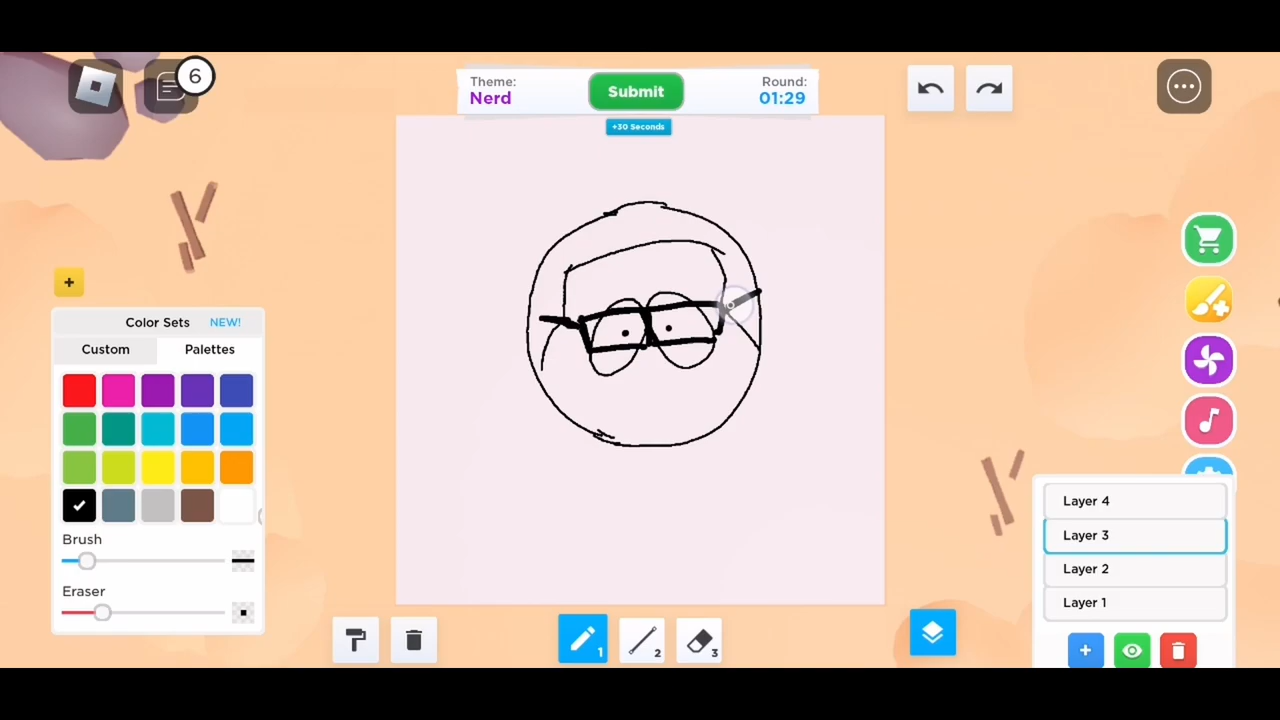 6
Theme:
Nerd
Submit
Round:
01:29
+30 Seconds
+
Color Sets NEW!
Custom Palettes
Brush
Eraser
1
2
3
Layer 4
Layer 3
Layer 2
Layer 1
+